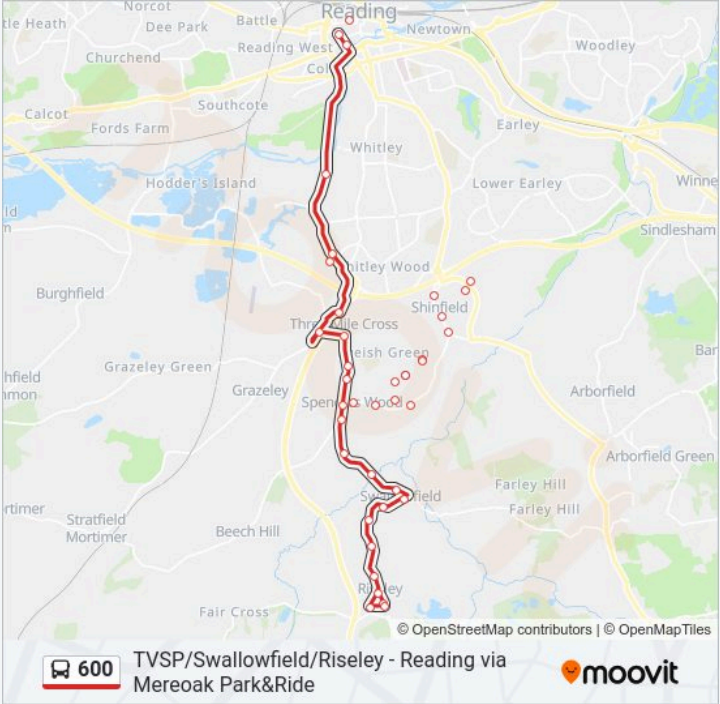 Reading
Norcot
Battle
tle Heath
Dee Park
Newtown
Reading West
Woodley
Churchend
Col
Calcot
Southcote
Fords Farm
Earley
Whitley
Hodder's Island
Lower Earley
Winne
ld
m
Sindlesham
hitley Wood
Burghfield
Shinfield
Three Mile Cross
leish Green
Bar
Grazeley Green
hfield
mmon
Grazeley
Arborfield
Spencers Wood
Arborfield Green
Swallowfield
Farley Hill
Farley Hill
rtimer
Stratfield
Mortimer
Beech Hill
Riseley
Fair Cross
© OpenStreetMap contributors | © OpenMapTiles
600
TVSP/Swallowfield/Riseley - Reading via
Mereoak Park&Ride
moovit